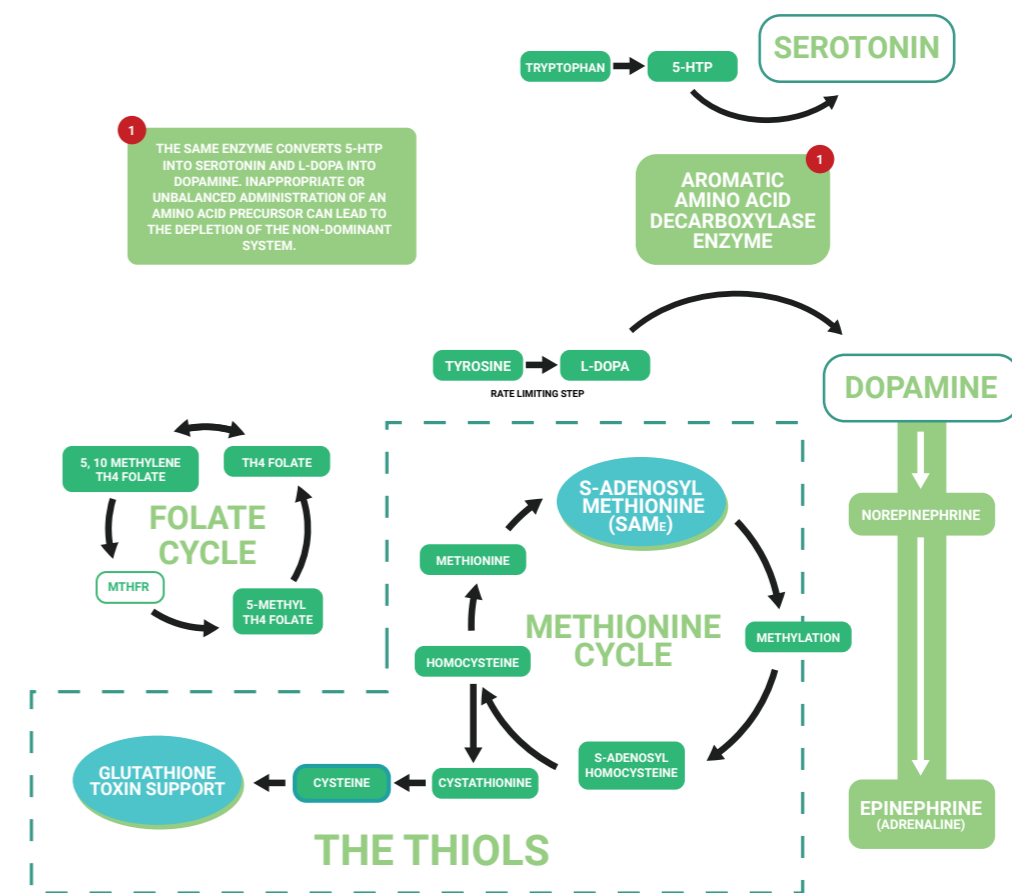 SEROTONIN
TRYPTOPHAN
5-HTP
1
THE SAME ENZYME CONVERTS 5-HTP
INTO SEROTONIN AND L-DOPA INTO
DOPAMINE. INAPPROPRIATE OR
UNBALANCED ADMINISTRATION OF AN
AMINO ACID PRECURSOR CAN LEAD TO
THE DEPLETION OF THE NON-DOMINANT
SYSTEM.
1
AROMATIC
AMINO ACID
DECARBOXYLASE
ENZYME
TYROSINE
L-DOPA
RATE LIMITING STEP
DOPAMINE
NOREPINEPHRINE
EPINEPHRINE
(ADRENALINE)
5, 10 METHYLENE
TH4 FOLATE
TH4 FOLATE
FOLATE
CYCLE
MTHFR
5-METHYL
TH4 FOLATE
S-ADENOSYL
METHIONINE
(SAME)
METHIONINE
METHIONINE
CYCLE
METHYLATION
HOMOCYSTEINE
S-ADENOSYL
HOMOCYSTEINE
GLUTATHIONE
TOXIN SUPPORT
CYSTEINE
CYSTATHIONINE
THE THIOLS